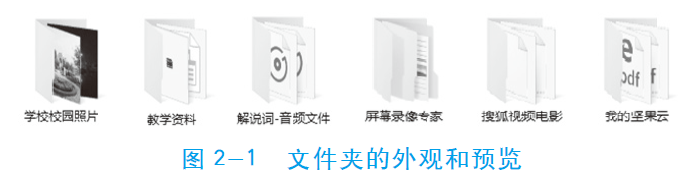 e
pdf
f
学校校园照片
教学资料
解说词-音频文件
屏幕录像专家
搜狐视频电影
我的坚果云
图 2-1 文件夹的外观和预览